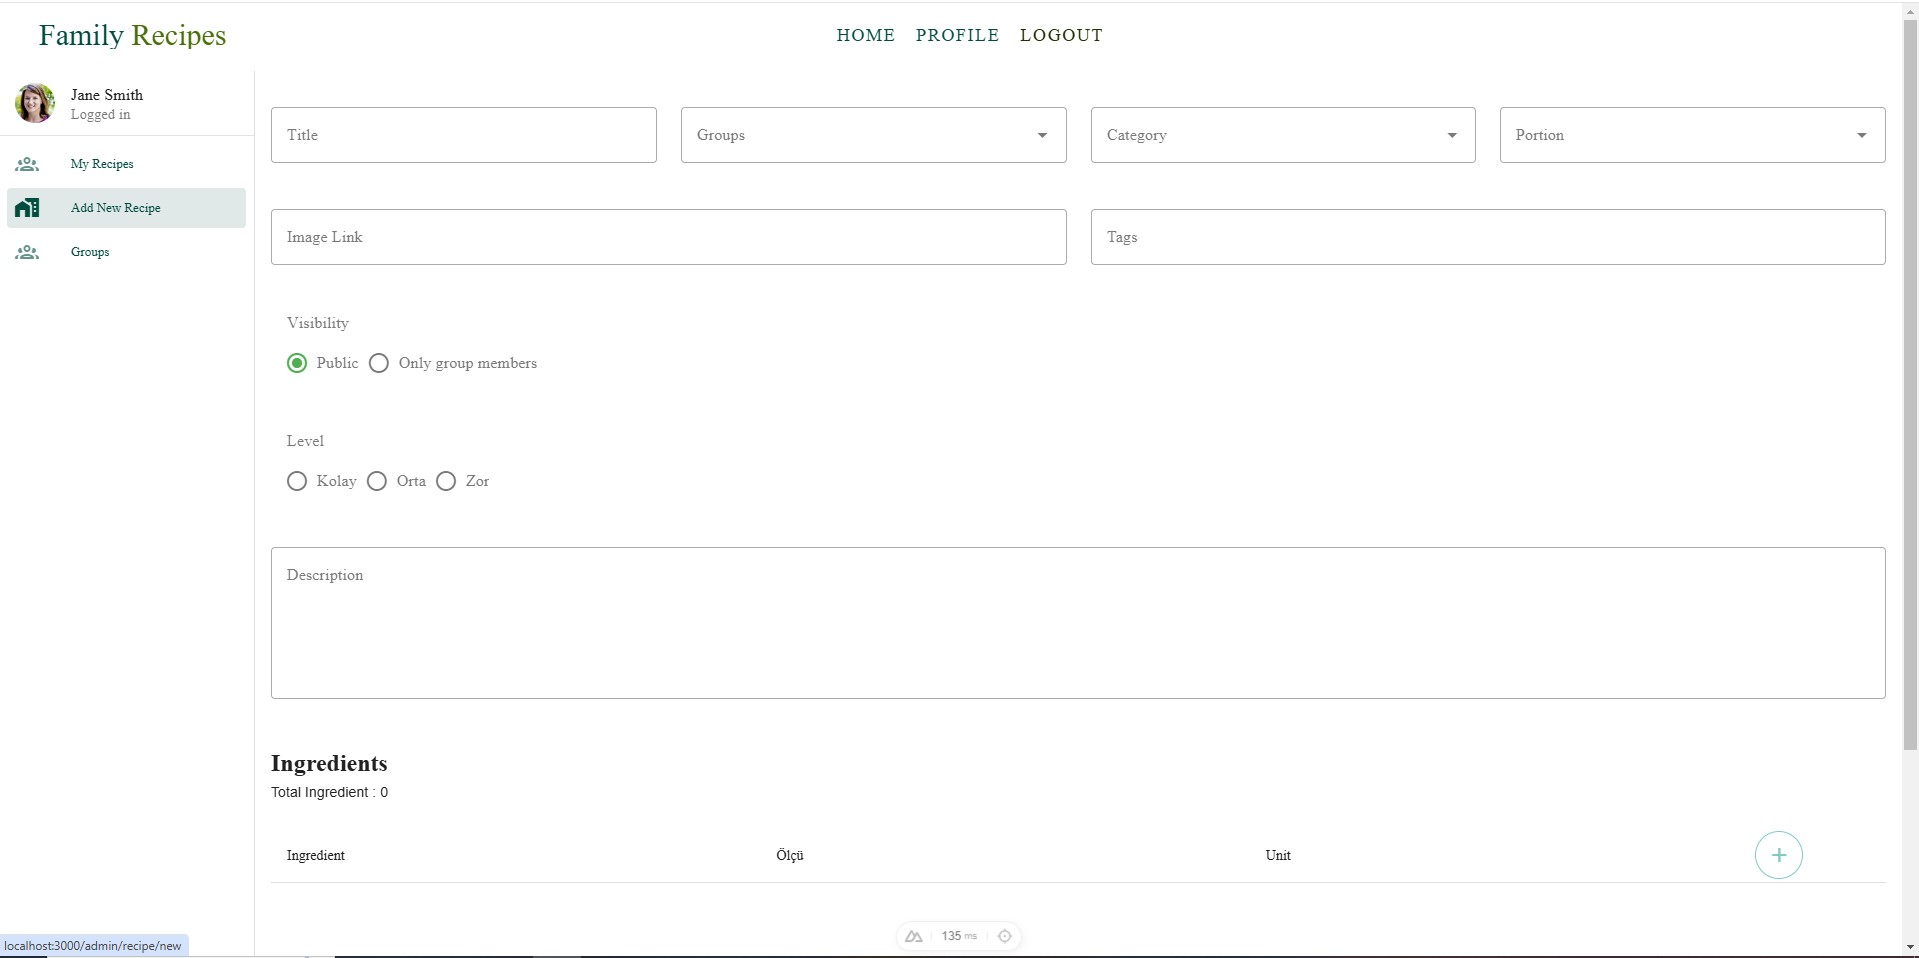 Family Recipes
HOME PROFILE LOGOUT
Jane Smith
Logged in
My Recipes
Add New Recipe
Groups
Title
Groups
Category
Portion
Image Link
Tags
Visibility
Public
Only group members
Level
Kolay
Orta
Zor
Description
Ingredients
Total Ingredient : 0
Ingredient
Ölçü
Unit
135 ms
localhost:3000/admin/recipe/new